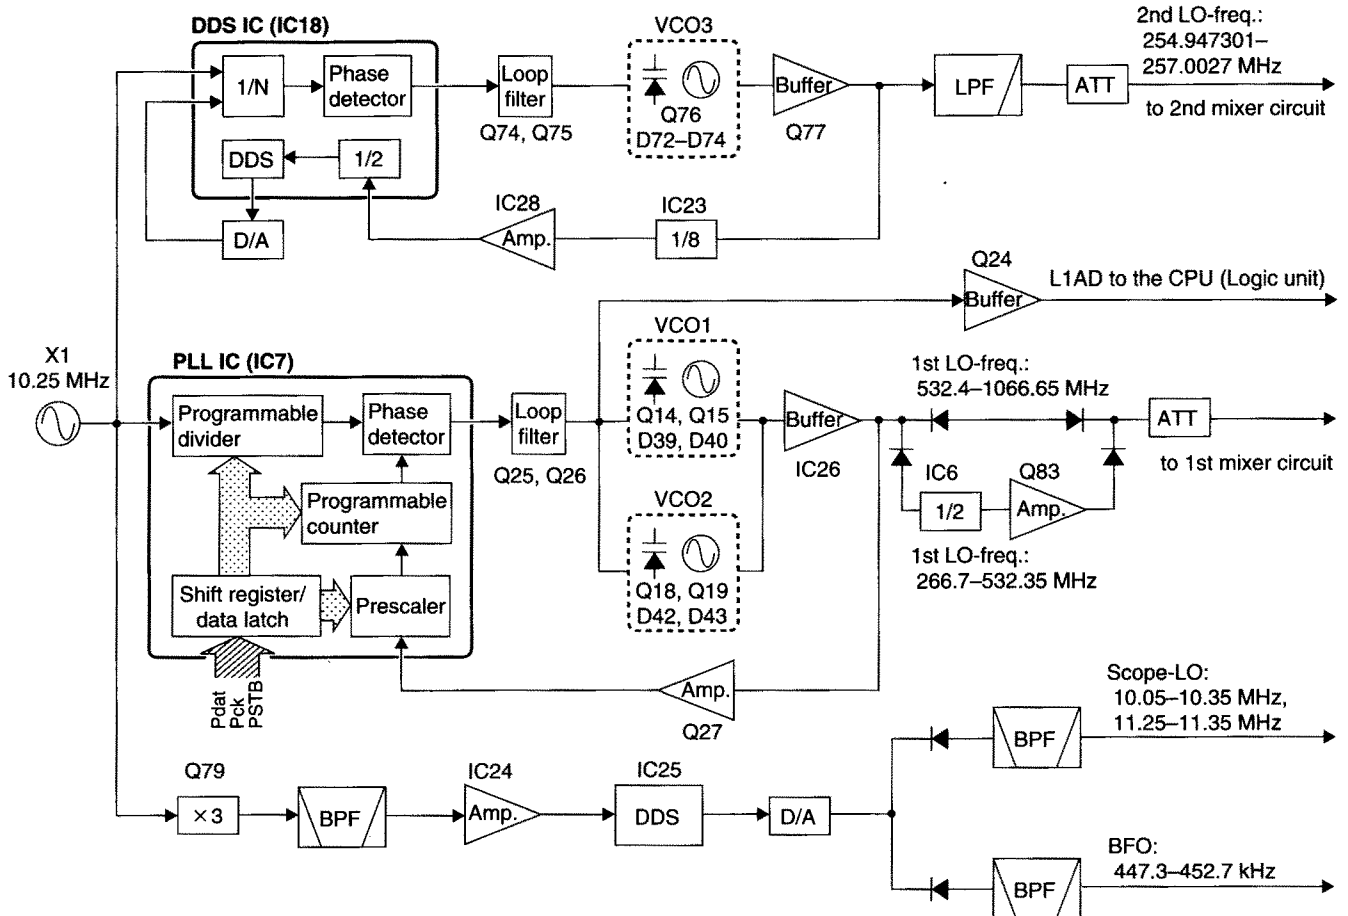 DDS IC (IC18)
1/N
Phase
detector
DDS
1/2
D/A
Loop
filter
Q74, Q75
VCO3
Q76
D72–D74
Buffer
Q77
LPF
ATT
2nd LO-freq.:
254.947301–
257.0027 MHz
to 2nd mixer circuit
IC28
Amp.
IC23
1/8
Q24
Buffer
L1AD to the CPU (Logic unit)
X1
10.25 MHz
PLL IC (IC7)
Programmable
divider
Phase
detector
Programmable
counter
Shift register/
data latch
Prescaler
Pdat
Pck
PSTB
Loop
filter
Q25, Q26
VCO1
Q14, Q15
D39, D40
VCO2
Q18, Q19
D42, D43
Buffer
IC26
1st LO-freq.:
532.4–1066.65 MHz
ATT
to 1st mixer circuit
IC6
1/2
Q83
Amp.
1st LO-freq.:
266.7–532.35 MHz
Amp.
Q27
Q79
×3
BPF
IC24
Amp.
IC25
DDS
D/A
Scope-LO:
10.05–10.35 MHz,
11.25–11.35 MHz
BPF
BFO:
447.3–452.7 kHz
BPF